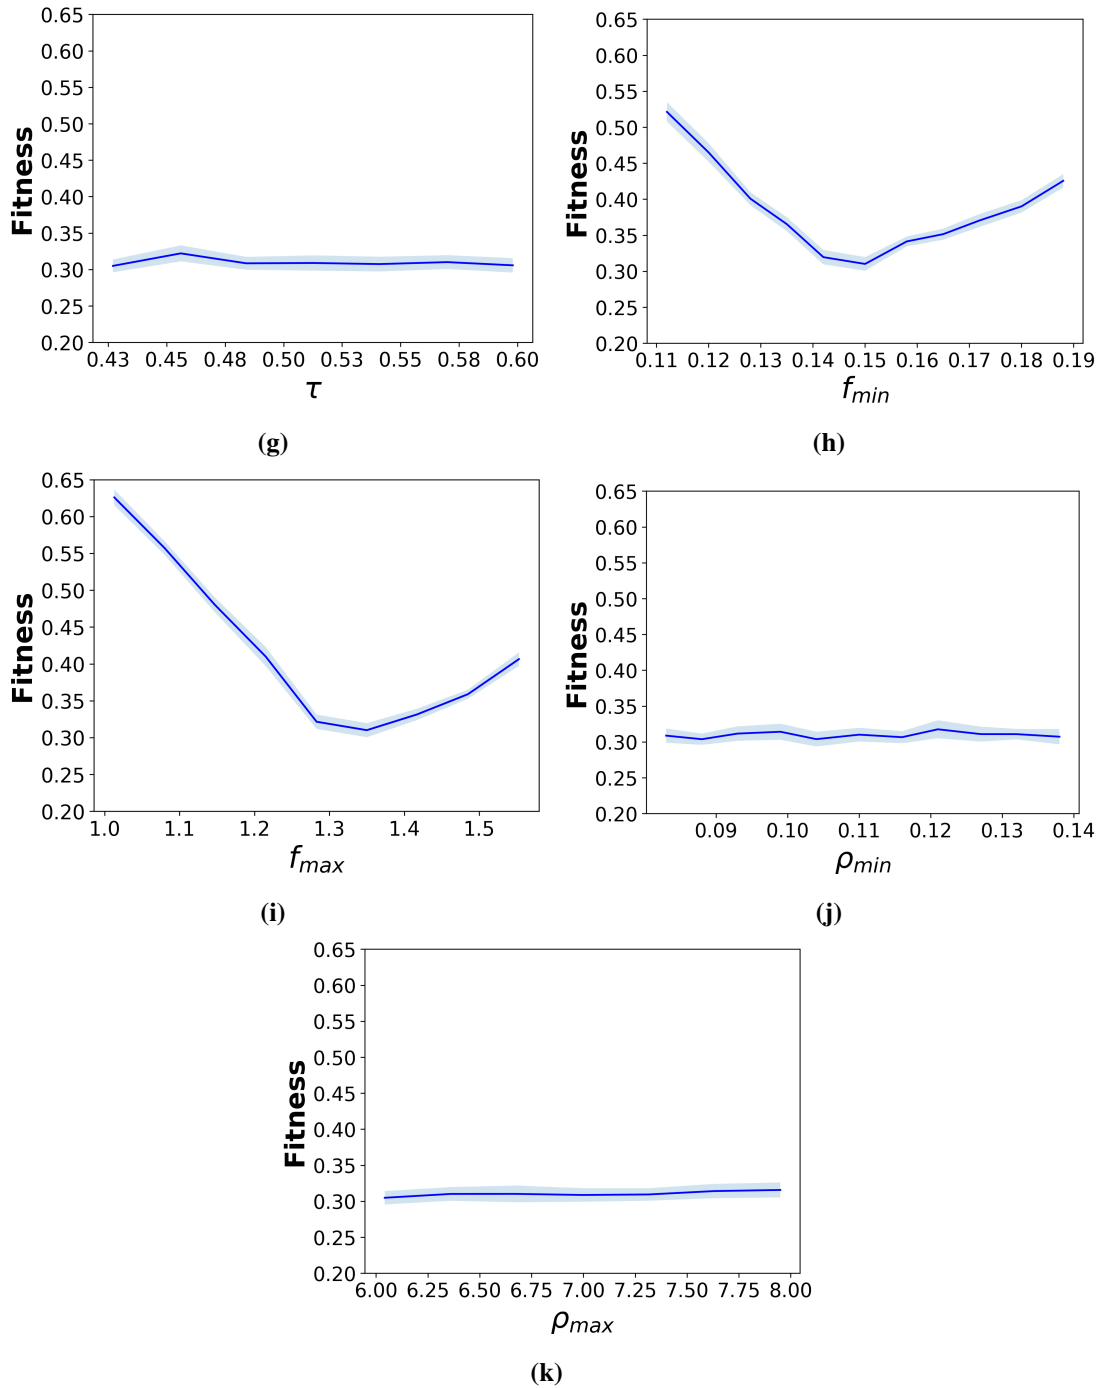 0.65
0.60
0.55
0.50
0.45
0.40
0.35
0.30
0.25
0.20
Fitness
0.43 0.45 0.48 0.50 0.53 0.55 0.58 0.60
τ
(g)
0.65
0.60
0.55
0.50
0.45
0.40
0.35
0.30
0.25
0.20
Fitness
0.11 0.12 0.13 0.14 0.15 0.16 0.17 0.18 0.19
f_min
(h)
0.65
0.60
0.55
0.50
0.45
0.40
0.35
0.30
0.25
0.20
Fitness
1.0 1.1 1.2 1.3 1.4 1.5
f_max
(i)
0.65
0.60
0.55
0.50
0.45
0.40
0.35
0.30
0.25
0.20
Fitness
0.09 0.10 0.11 0.12 0.13 0.14
ρ_min
(j)
0.65
0.60
0.55
0.50
0.45
0.40
0.35
0.30
0.25
0.20
Fitness
6.00 6.25 6.50 6.75 7.00 7.25 7.50 7.75 8.00
ρ_max
(k)